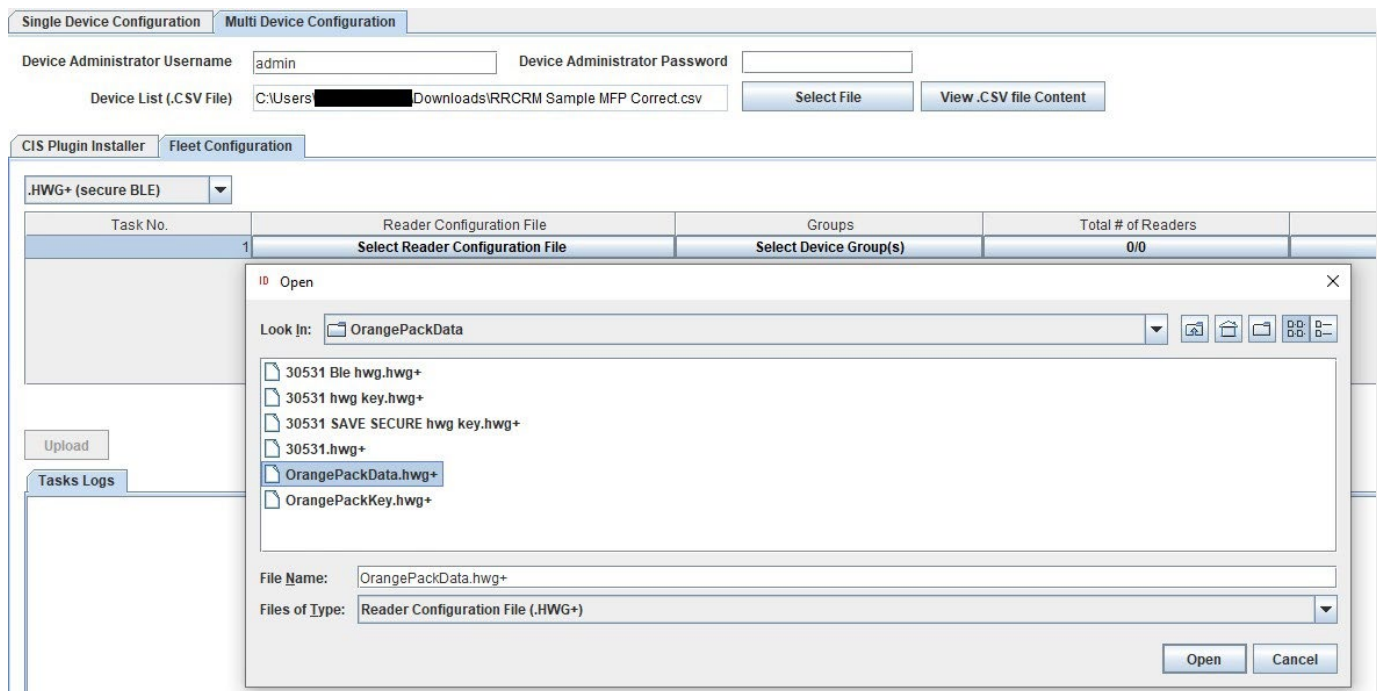 Single Device Configuration Multi Device Configuration
Device Administrator Username admin Device Administrator Password
Device List (.CSV File) C:\Users\ \Downloads\RRCRM Sample MFP Correct.csv Select File View .CSV file Content
CIS Plugin Installer Fleet Configuration
.HWG+ (secure BLE)
Task No. Reader Configuration File Groups Total # of Readers
1 Select Reader Configuration File Select Device Group(s) 0/0
ID Open
Look In: OrangePackData
30531 Ble hwg.hwg+
30531 hwg key.hwg+
30531 SAVE SECURE hwg key.hwg+
30531.hwg+
OrangePackData.hwg+
OrangePackKey.hwg+
Upload
Tasks Logs
File Name: OrangePackData.hwg+
Files of Type: Reader Configuration File (.HWG+)
Open Cancel